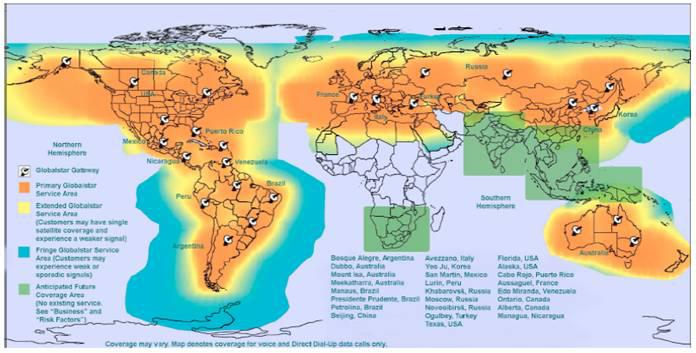 Canada
USA
Mexico
Puerto Rico
Nicaragua
Venezuela
Peru
Brazil
Argentina
France
Italy
Turkey
Russia
China
Korea
Australia
Northern
Hemisphere
Southern
Hemisphere
Globalstar Gateway
Primary Globalstar
Service Area
Extended Globalstar
Service Area
(Customers may have single
satellite coverage and
experience a weaker signal)
Fringe Globalstar Service
Area (Customers may
experience weak or
sporadic signals)
Anticipated Future
Coverage Area
(No existing service.
See "Business" and
"Risk Factors")
Bosque Alegre, Argentina
Dubbo, Australia
Mount Isa, Australia
Meekatharra, Australia
Manaus, Brazil
Presidente Prudente, Brazil
Petrolina, Brazil
Beijing, China
Avezzano, Italy
Yeo Ju, Korea
San Martin, Mexico
Lurin, Peru
Khabarovsk, Russia
Moscow, Russia
Novosibirsk, Russia
Ogulbey, Turkey
Texas, USA
Florida, USA
Alaska, USA
Cabo Rojo, Puerto Rico
Aussaguel, France
Edo Miranda, Venezuela
Ontario, Canada
Alberta, Canada
Managua, Nicaragua
Coverage may vary. Map denotes coverage for voice and Direct Dial-Up data calls only.